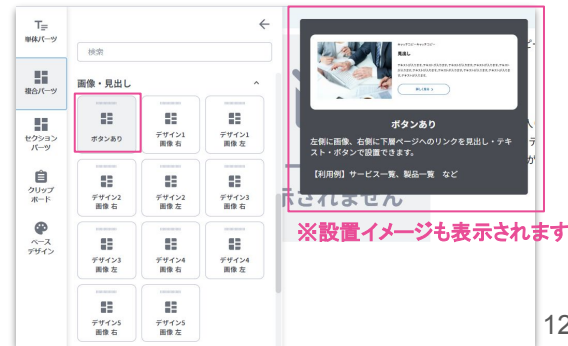 単体パーツ
複合パーツ
セクション
パーツ
クリップ
ボード
ベース
デザイン
検索
画像・見出し
ボタンあり
デザイン1
画像 右
デザイン1
画像 左
デザイン2
画像 右
デザイン2
画像 左
デザイン3
画像 右
デザイン3
画像 左
デザイン4
画像 右
デザイン4
画像 左
デザイン5
画像 右
デザイン5
画像 左
見出し
ボタンあり
左側に画像、右側に下層ページへのリンクを見出し・テキ
スト・ボタンで設置できます。
【利用例】サービス一覧、製品一覧 など
示されません
※設置イメージも表示されます
12